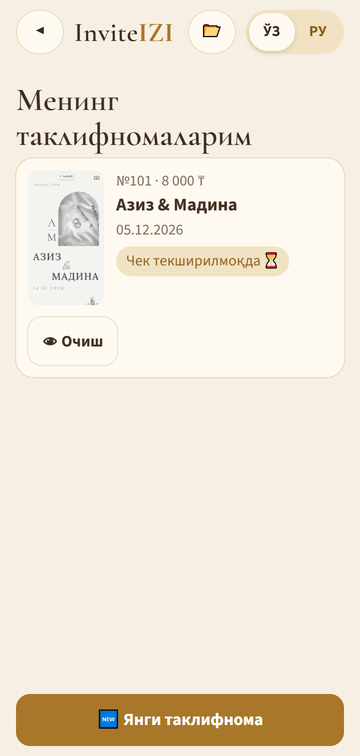 InviteIZI
ЎЗ РУ
Менинг
таклифномаларим
№101 · 8 000 ₸
Азиз & Мадина
05.12.2026
Чек текширилмоқда ⏳
А
М
АЗИЗ
МАДИНА
👁 Очиш
🆕 Янги таклифнома